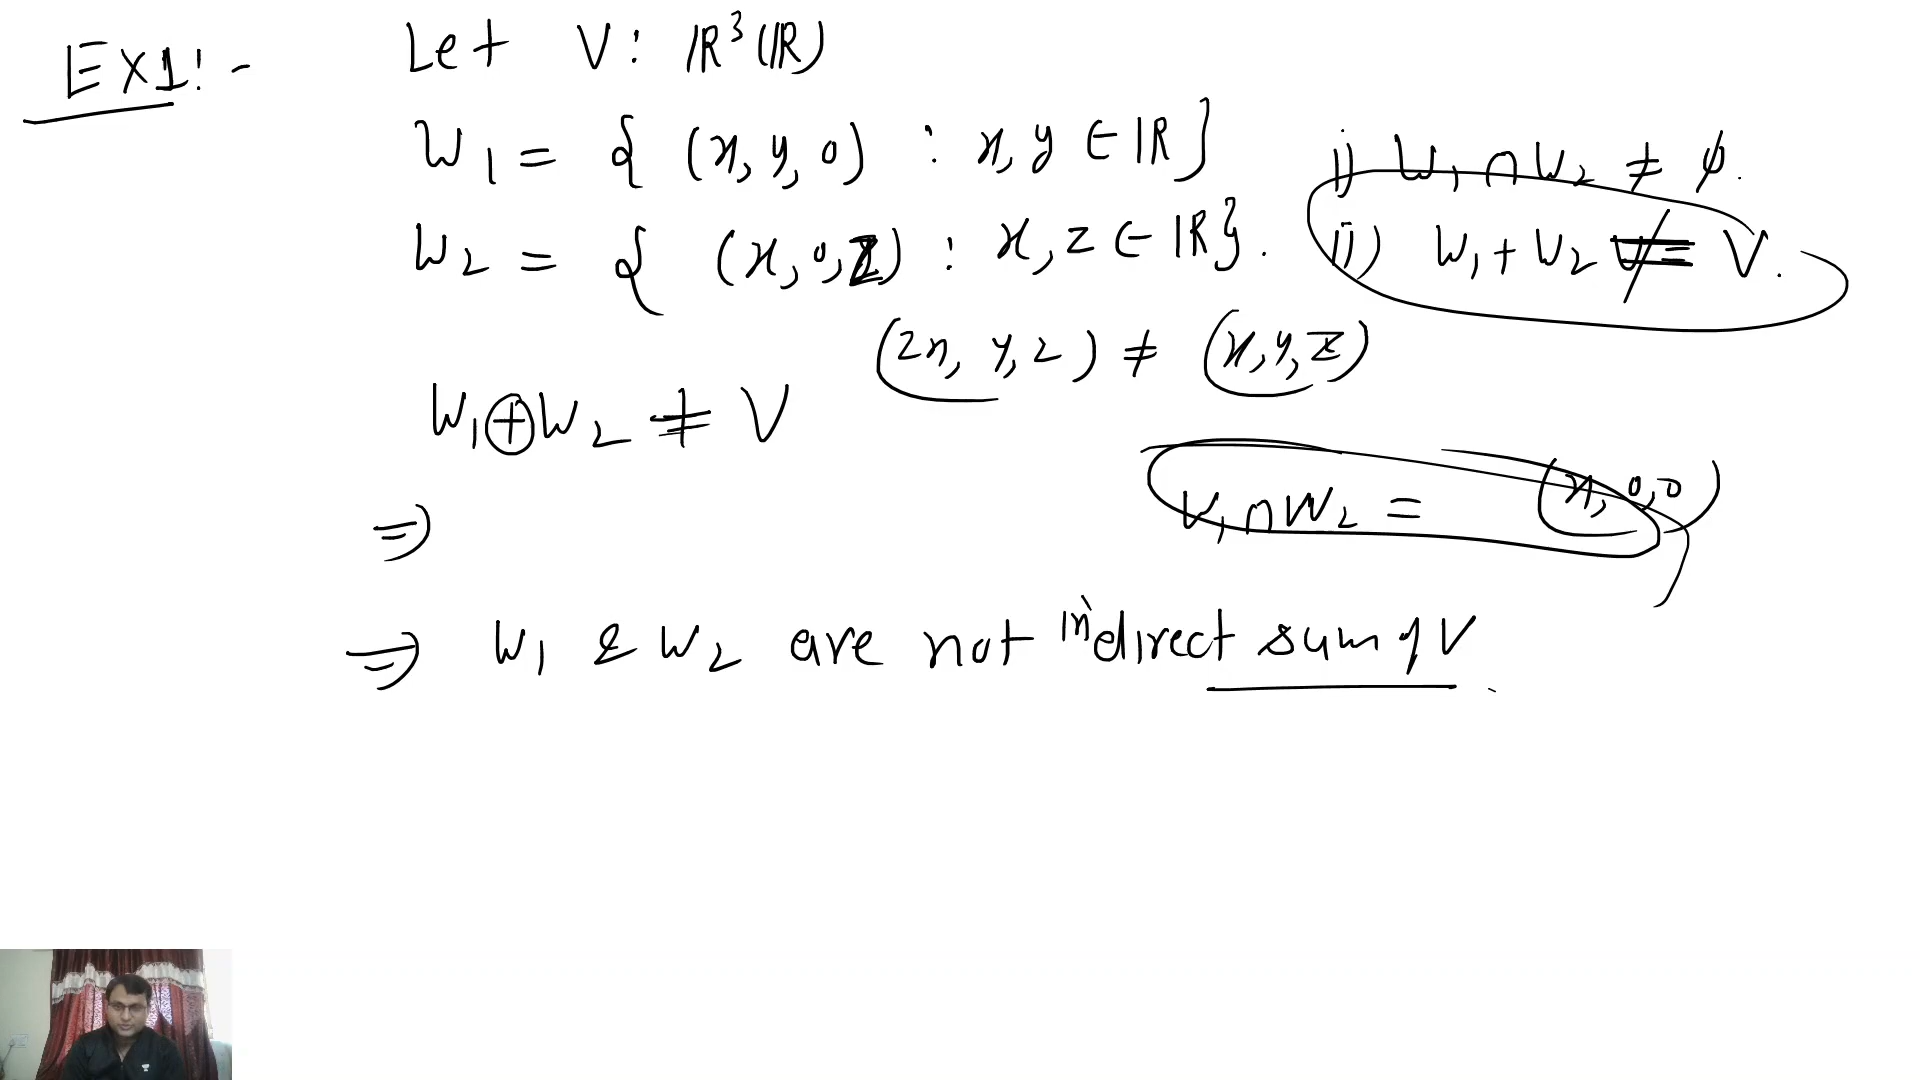 Ex1:- Let V: ℝ³(ℝ)
W₁ = { (x, y, 0) : x, y ∈ ℝ }
i) W₁ ∩ W₂ ≠ ϕ.
W₂ = { (x, 0, z) : x, z ∈ ℝ }.
ii) W₁ + W₂ ≠ V.
(2x, y, z) ≠ (x, y, z)
W₁ ⊕ W₂ ≠ V
⇒ W₁ ∩ W₂ = (x, 0, 0)
⇒ W₁ & W₂ are not in direct sum of V.